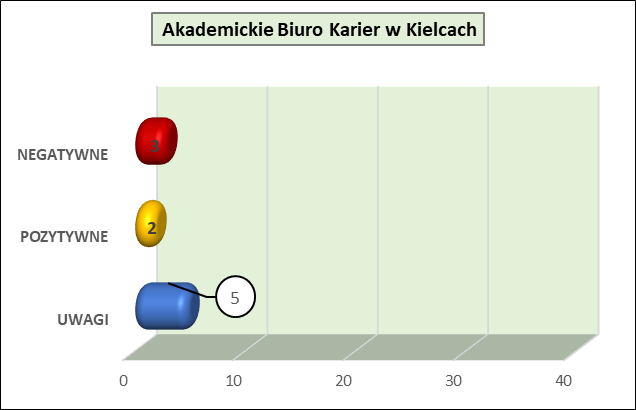 Akademickie Biuro Karier w Kielcach
NEGATYWNE
3
POZYTYWNE
2
UWAGI
5
0 10 20 30 40